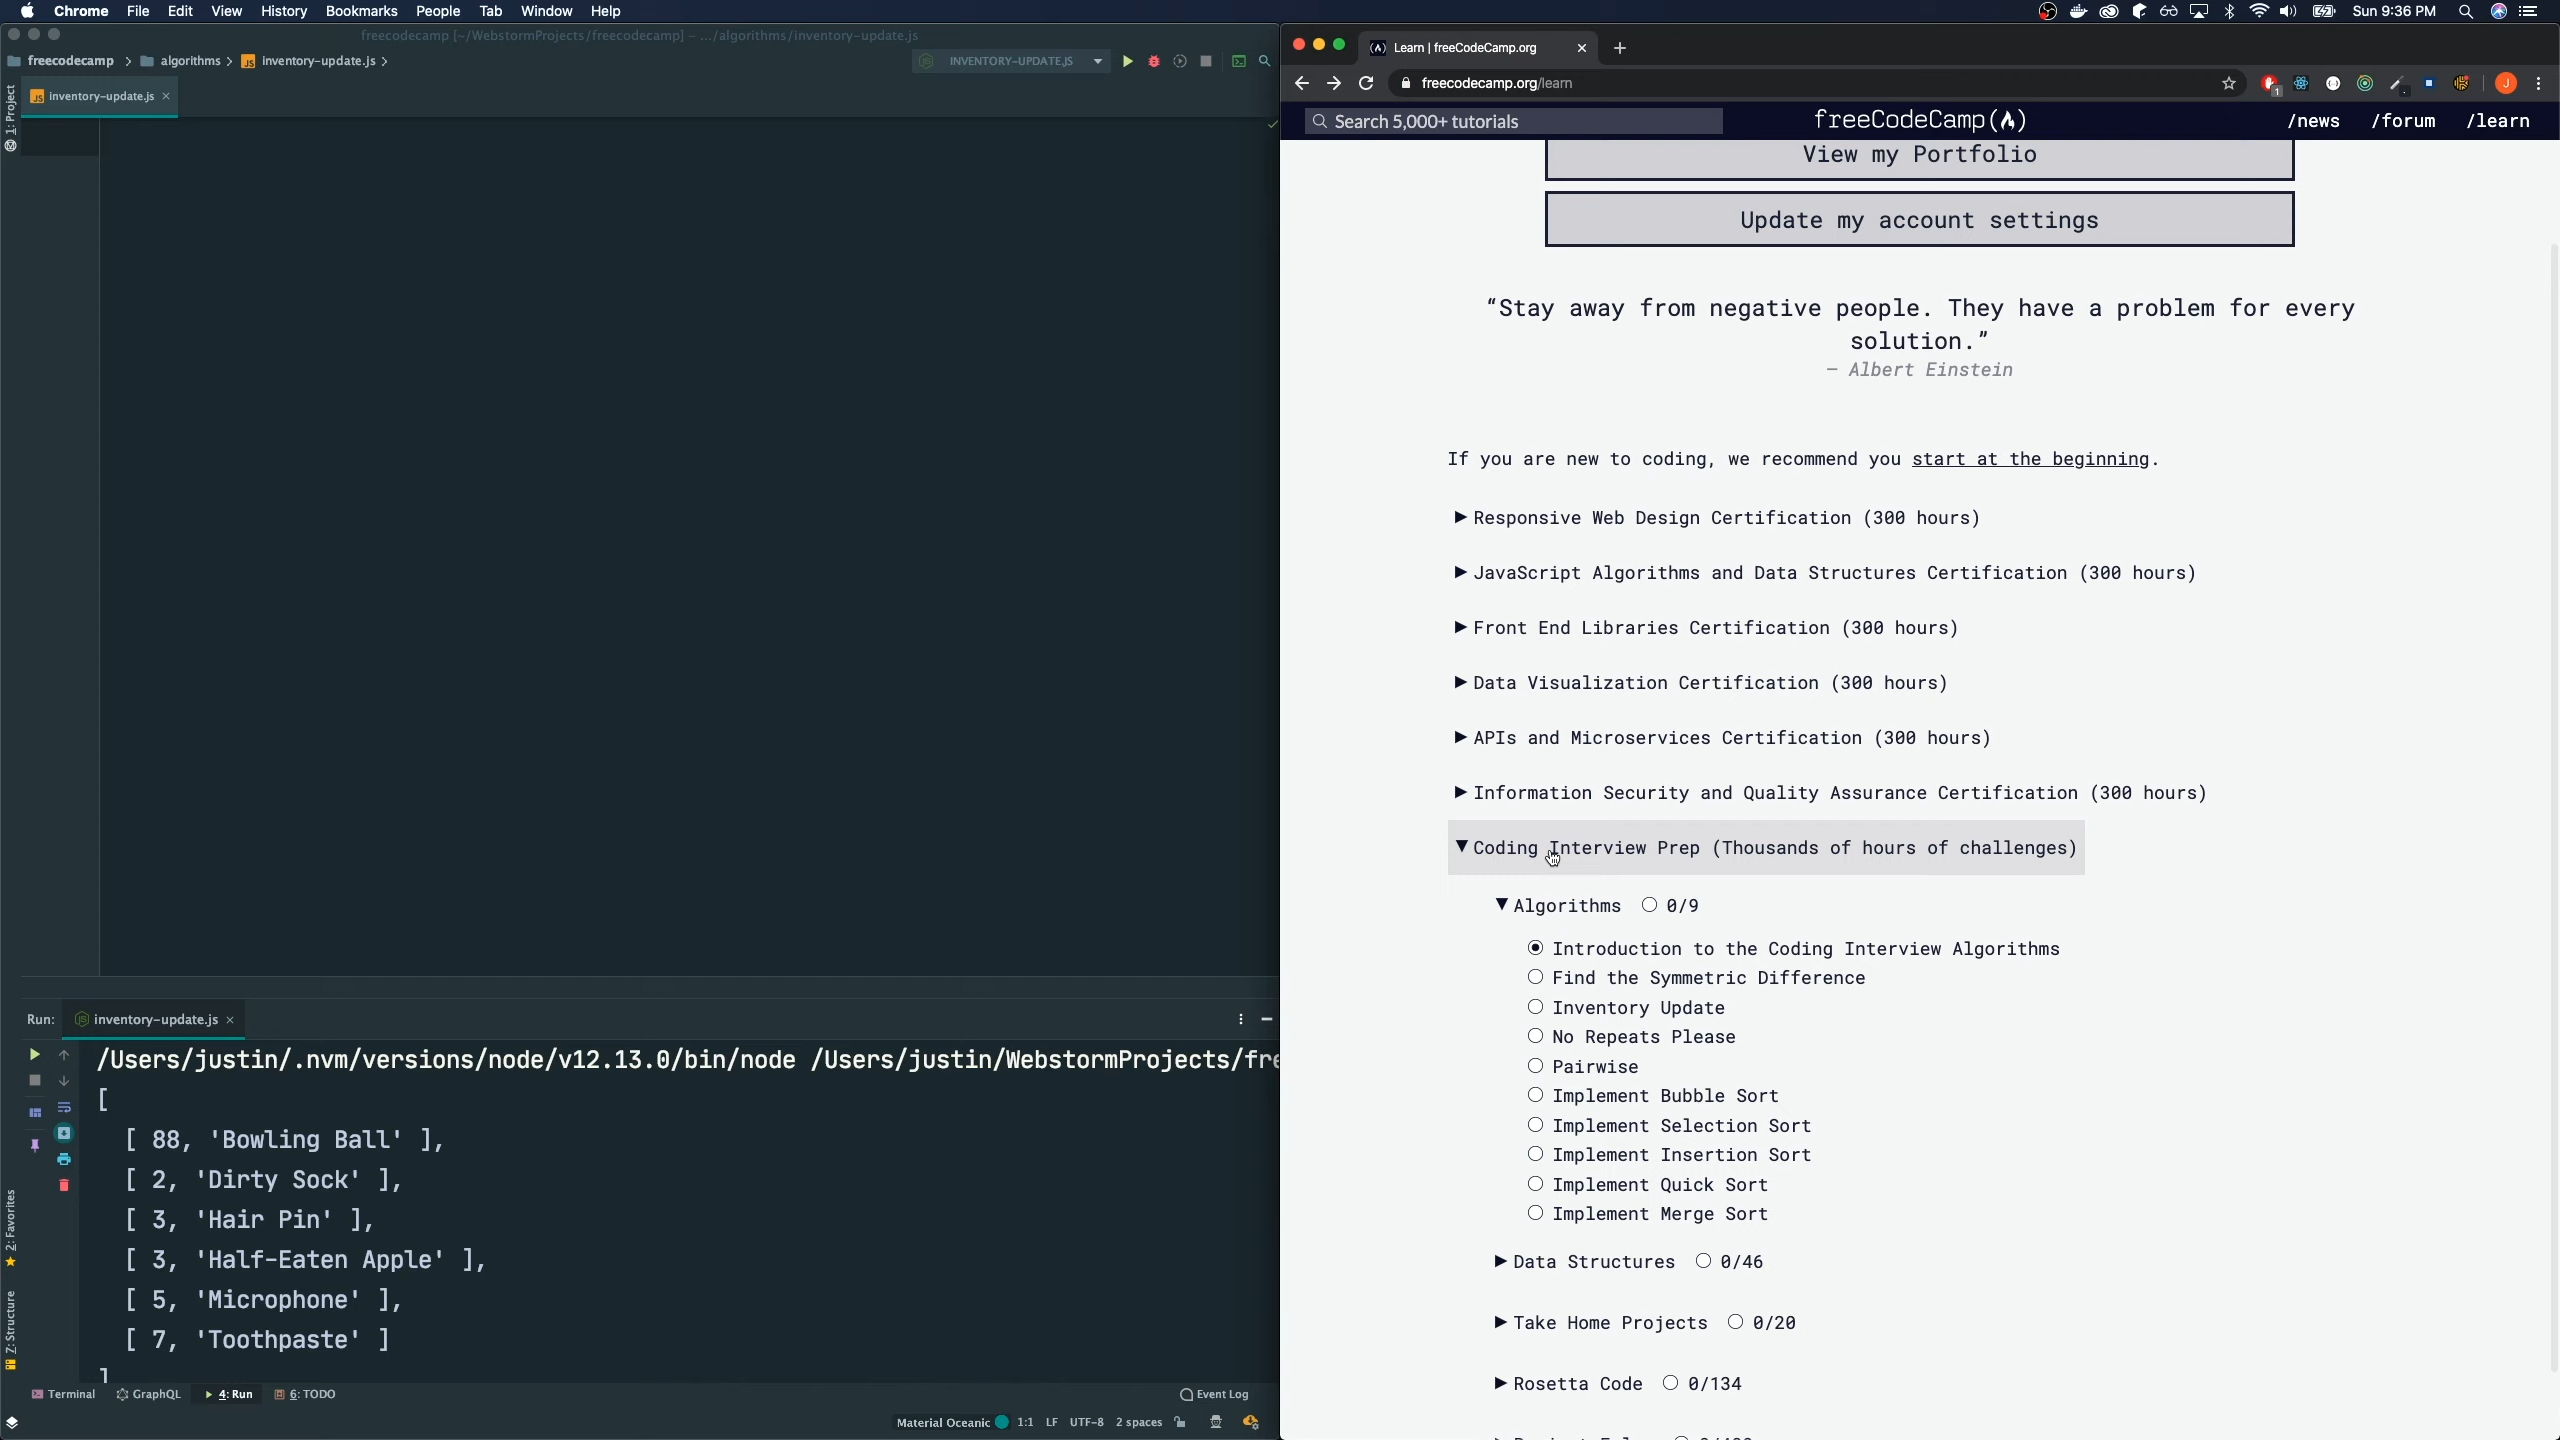 Chrome File Edit View History Bookmarks People Tab Window Help
Sun 9:36 PM
freecodecamp [~/WebstormProjects/freecodecamp] – .../algorithms/inventory-update.js
freecodecamp algorithms inventory-update.js
INVENTORY-UPDATE.JS
inventory-update.js
1: Project
Run: inventory-update.js
/Users/justin/.nvm/versions/node/v12.13.0/bin/node /Users/justin/WebstormProjects/fre
[
[ 88, 'Bowling Ball' ],
[ 2, 'Dirty Sock' ],
[ 3, 'Hair Pin' ],
[ 3, 'Half-Eaten Apple' ],
[ 5, 'Microphone' ],
[ 7, 'Toothpaste' ]
]
2: Favorites
Z: Structure
Terminal GraphQL 4: Run 6: TODO
Event Log
Material Oceanic 1:1 LF UTF-8 2 spaces
Learn | freeCodeCamp.org
freecodecamp.org/learn
1
J
Search 5,000+ tutorials
freeCodeCamp
/news /forum /learn
View my Portfolio
Update my account settings
“Stay away from negative people. They have a problem for every
solution.”
— Albert Einstein
If you are new to coding, we recommend you start at the beginning.
Responsive Web Design Certification (300 hours)
JavaScript Algorithms and Data Structures Certification (300 hours)
Front End Libraries Certification (300 hours)
Data Visualization Certification (300 hours)
APIs and Microservices Certification (300 hours)
Information Security and Quality Assurance Certification (300 hours)
Coding Interview Prep (Thousands of hours of challenges)
Algorithms 0/9
Introduction to the Coding Interview Algorithms
Find the Symmetric Difference
Inventory Update
No Repeats Please
Pairwise
Implement Bubble Sort
Implement Selection Sort
Implement Insertion Sort
Implement Quick Sort
Implement Merge Sort
Data Structures 0/46
Take Home Projects 0/20
Rosetta Code 0/134